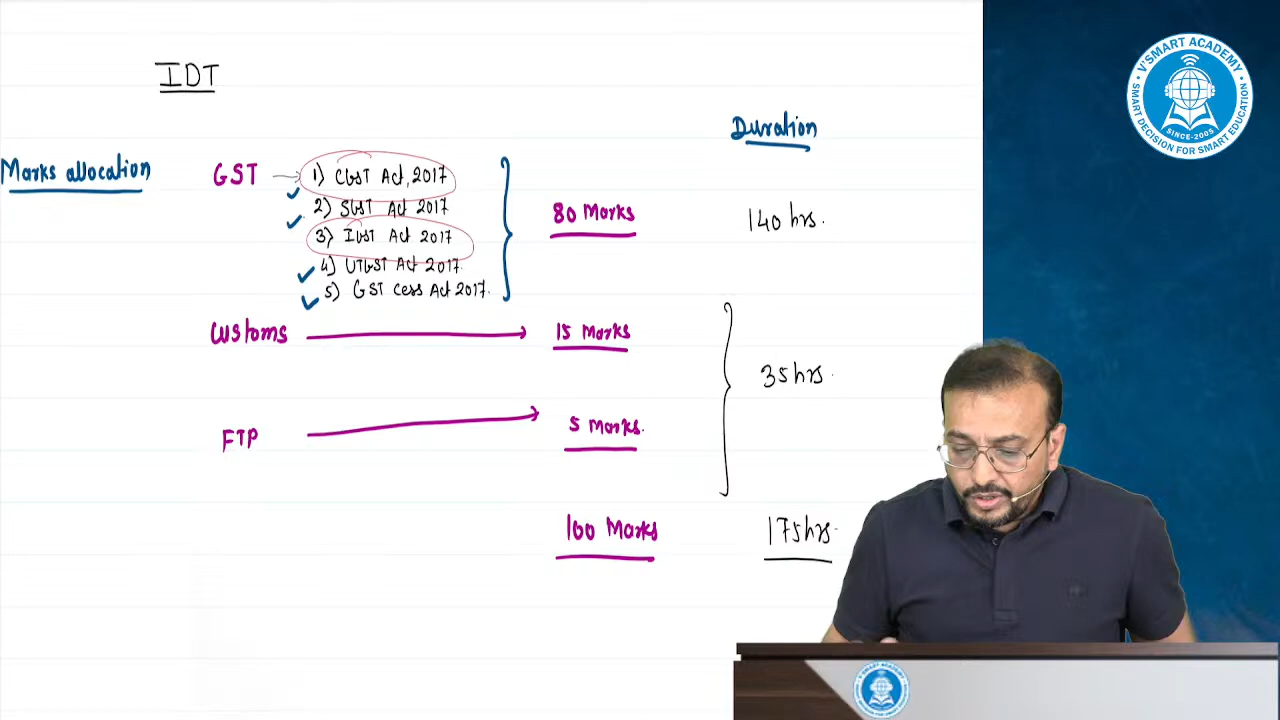 IDT
Duration
Marks allocation
GST
1) CGST Act, 2017
2) SGST Act 2017
3) IGST Act 2017
4) UTGST Act 2017.
5) GST Cess Act 2017.
80 Marks
140 hrs.
Customs
15 Marks
35 hrs.
FTP
5 Marks.
100 Marks
175 hrs.
V'SMART ACADEMY
SMART DECISION FOR SMART EDUCATION
SINCE-2005